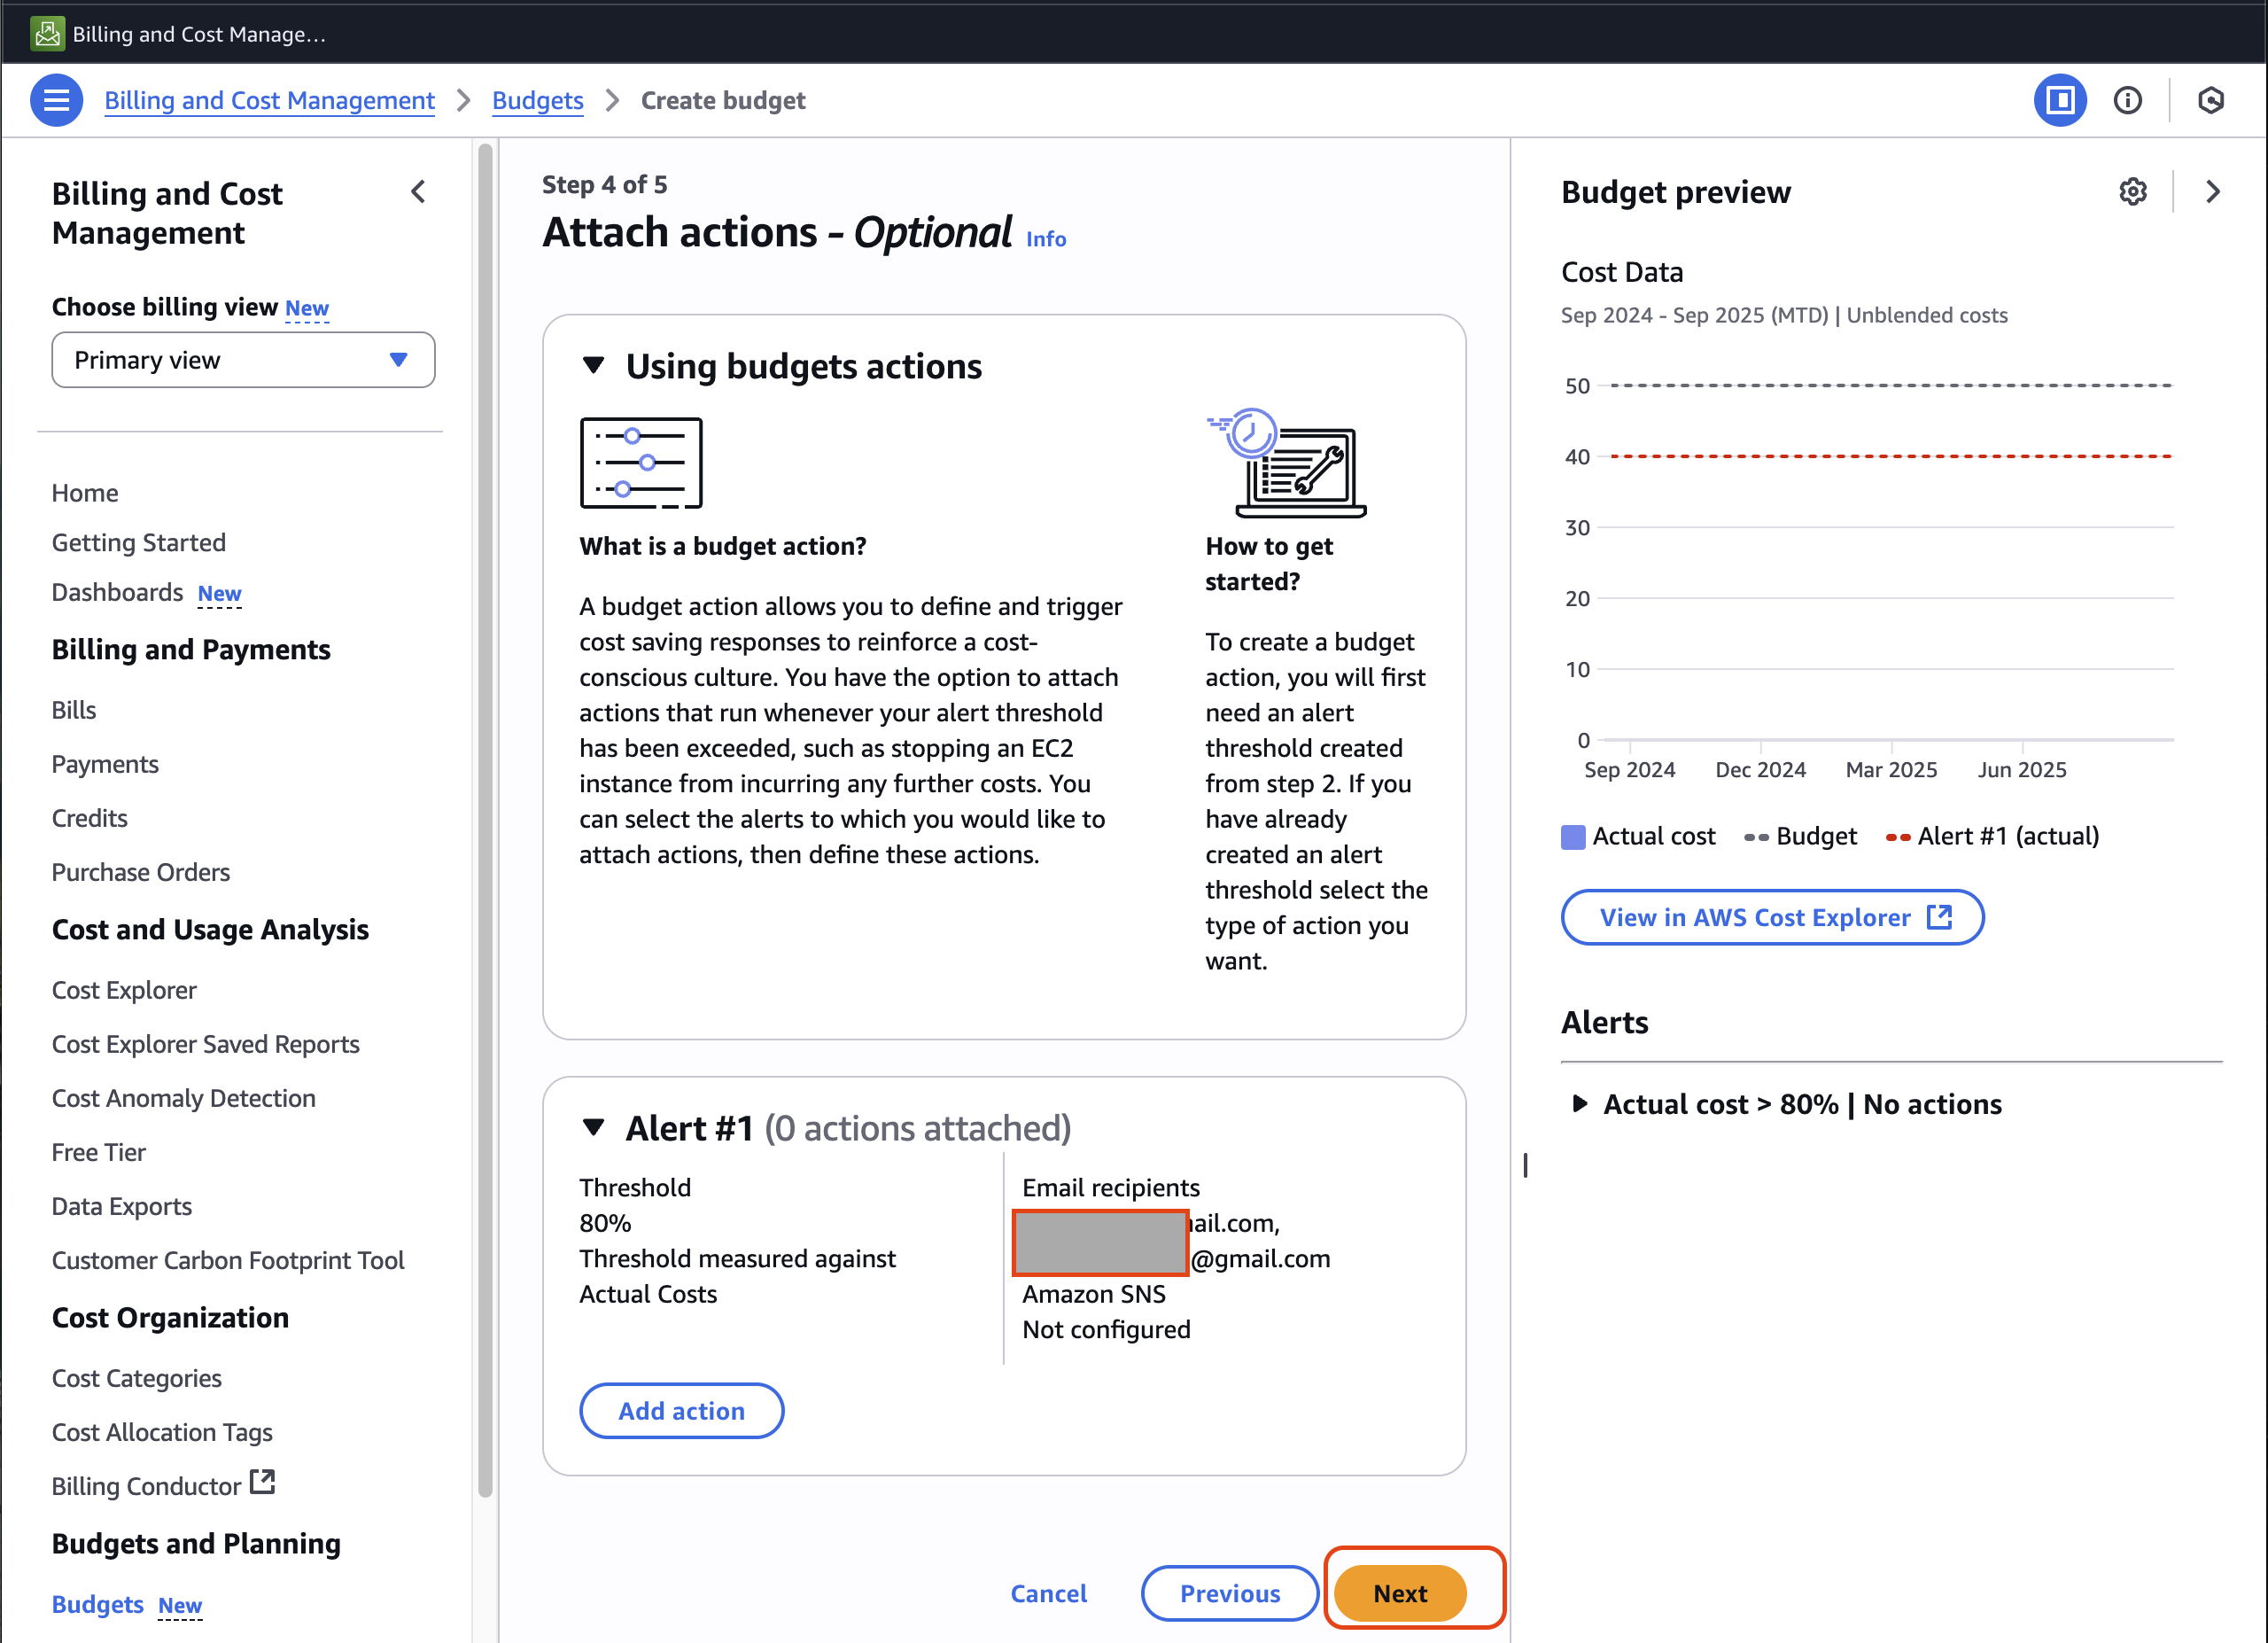 Billing and Cost Manage…
Billing and Cost Management
Budgets
Create budget
Billing and Cost
Management
Choose billing view New
Primary view
Home
Getting Started
Dashboards New
Billing and Payments
Bills
Payments
Credits
Purchase Orders
Cost and Usage Analysis
Cost Explorer
Cost Explorer Saved Reports
Cost Anomaly Detection
Free Tier
Data Exports
Customer Carbon Footprint Tool
Cost Organization
Cost Categories
Cost Allocation Tags
Billing Conductor
Budgets and Planning
Budgets New
Step 4 of 5
Attach actions - Optional Info
Using budgets actions
What is a budget action?
A budget action allows you to define and trigger
cost saving responses to reinforce a cost-
conscious culture. You have the option to attach
actions that run whenever your alert threshold
has been exceeded, such as stopping an EC2
instance from incurring any further costs. You
can select the alerts to which you would like to
attach actions, then define these actions.
How to get
started?
To create a budget
action, you will first
need an alert
threshold created
from step 2. If you
have already
created an alert
threshold select the
type of action you
want.
Alert #1 (0 actions attached)
Threshold
80%
Threshold measured against
Actual Costs
Email recipients
ail.com,
@gmail.com
Amazon SNS
Not configured
Add action
Cancel
Previous
Next
Budget preview
Cost Data
Sep 2024 - Sep 2025 (MTD) | Unblended costs
50
40
30
20
10
0
Sep 2024 Dec 2024 Mar 2025 Jun 2025
Actual cost Budget Alert #1 (actual)
View in AWS Cost Explorer
Alerts
Actual cost > 80% | No actions